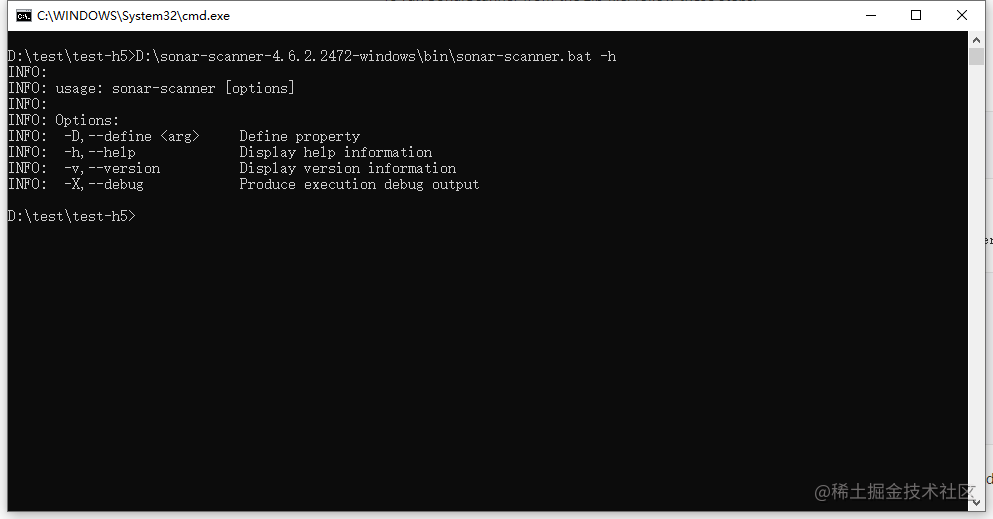 C:\WINDOWS\System32\cmd.exe
D:\test\test-h5>D:\sonar-scanner-4.6.2.2472-windows\bin\sonar-scanner.bat -h
INFO:
INFO: usage: sonar-scanner [options]
INFO:
INFO: Options:
INFO:  -D,--define <arg>     Define property
INFO:  -h,--help             Display help information
INFO:  -v,--version          Display version information
INFO:  -X,--debug            Produce execution debug output
D:\test\test-h5>
@稀土掘金技术社区